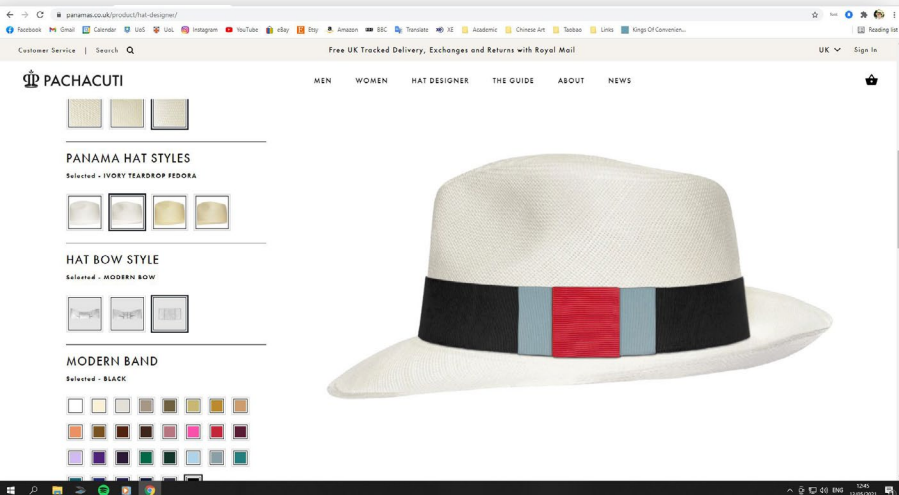 panamas.co.uk/product/hat-designer/
Facebook Gmail Calendar UoS UoL Instagram YouTube eBay Etsy Amazon BBC Translate XE Academic Chinese Art Taobao Links Kings Of Convenien... Reading list
Customer Service | Search Free UK Tracked Delivery, Exchanges and Returns with Royal Mail UK Sign In
PACHACUTI MEN WOMEN HAT DESIGNER THE GUIDE ABOUT NEWS
PANAMA HAT STYLES
Selected - IVORY TEARDROP FEDORA
HAT BOW STYLE
Selected - MODERN BOW
MODERN BAND
Selected - BLACK
ENG 12:45
12/05/2021